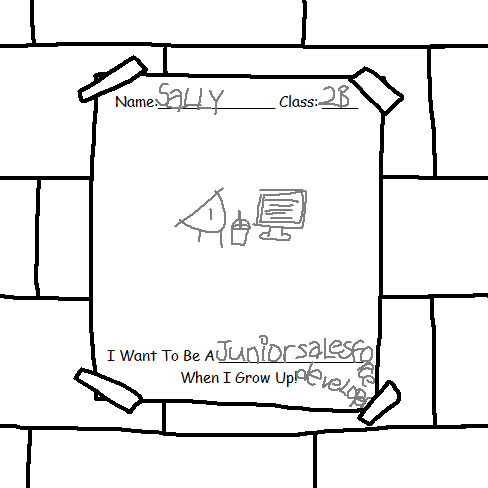 Name: SALLY Class: 2B
I Want To Be A Junior salesforce developer
When I Grow Up!